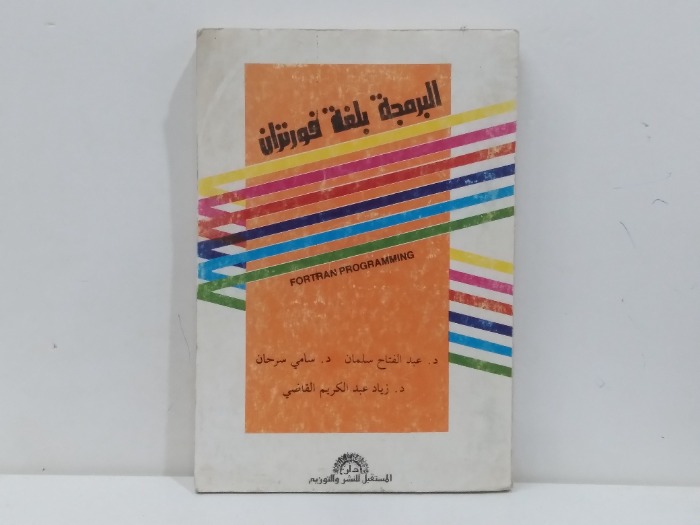 البرمجة بلغة فورتران
FORTRAN PROGRAMMING
د. عبد الفتاح سلمان د. سامي سرحان
د. زياد عبد الكريم القاضي
دار
المستقبل للنشر والتوزيع